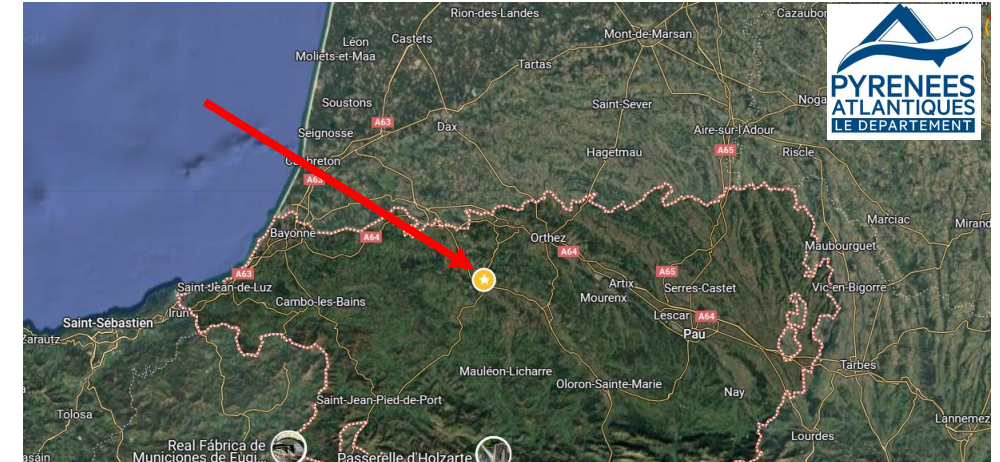 Rion-des-Landes
Cazaubon
Léon
Castets
Mont-de-Marsan
Moliets-et-Maa
Tartas
Soustons
Saint-Sever
Noga
A63
Dax
Aire-sur-l'Adour
Seignosse
Hagetmau
A65
Riscle
Capbreton
A63
Marciac
Mirand
Bayonne
A64
Orthez
Maubourguet
A64
A63
A65
Saint-Jean-de-Luz
Artix
Serres-Castet
Vic-en-Bigorre
Cambo-les-Bains
Mourenx
Irun
Lescar
A64
Saint-Sébastien
Zarautz
Pau
Tarbes
Mauléon-Licharre
Oloron-Sainte-Marie
Nay
Saint-Jean-Pied-de-Port
Tolosa
Lannemez
Lourdes
Real Fábrica de
Municiones de Eugi...
Passerelle d'Holzarte
asáin
PYRENEES
ATLANTIQUES
LE DEPARTEMENT